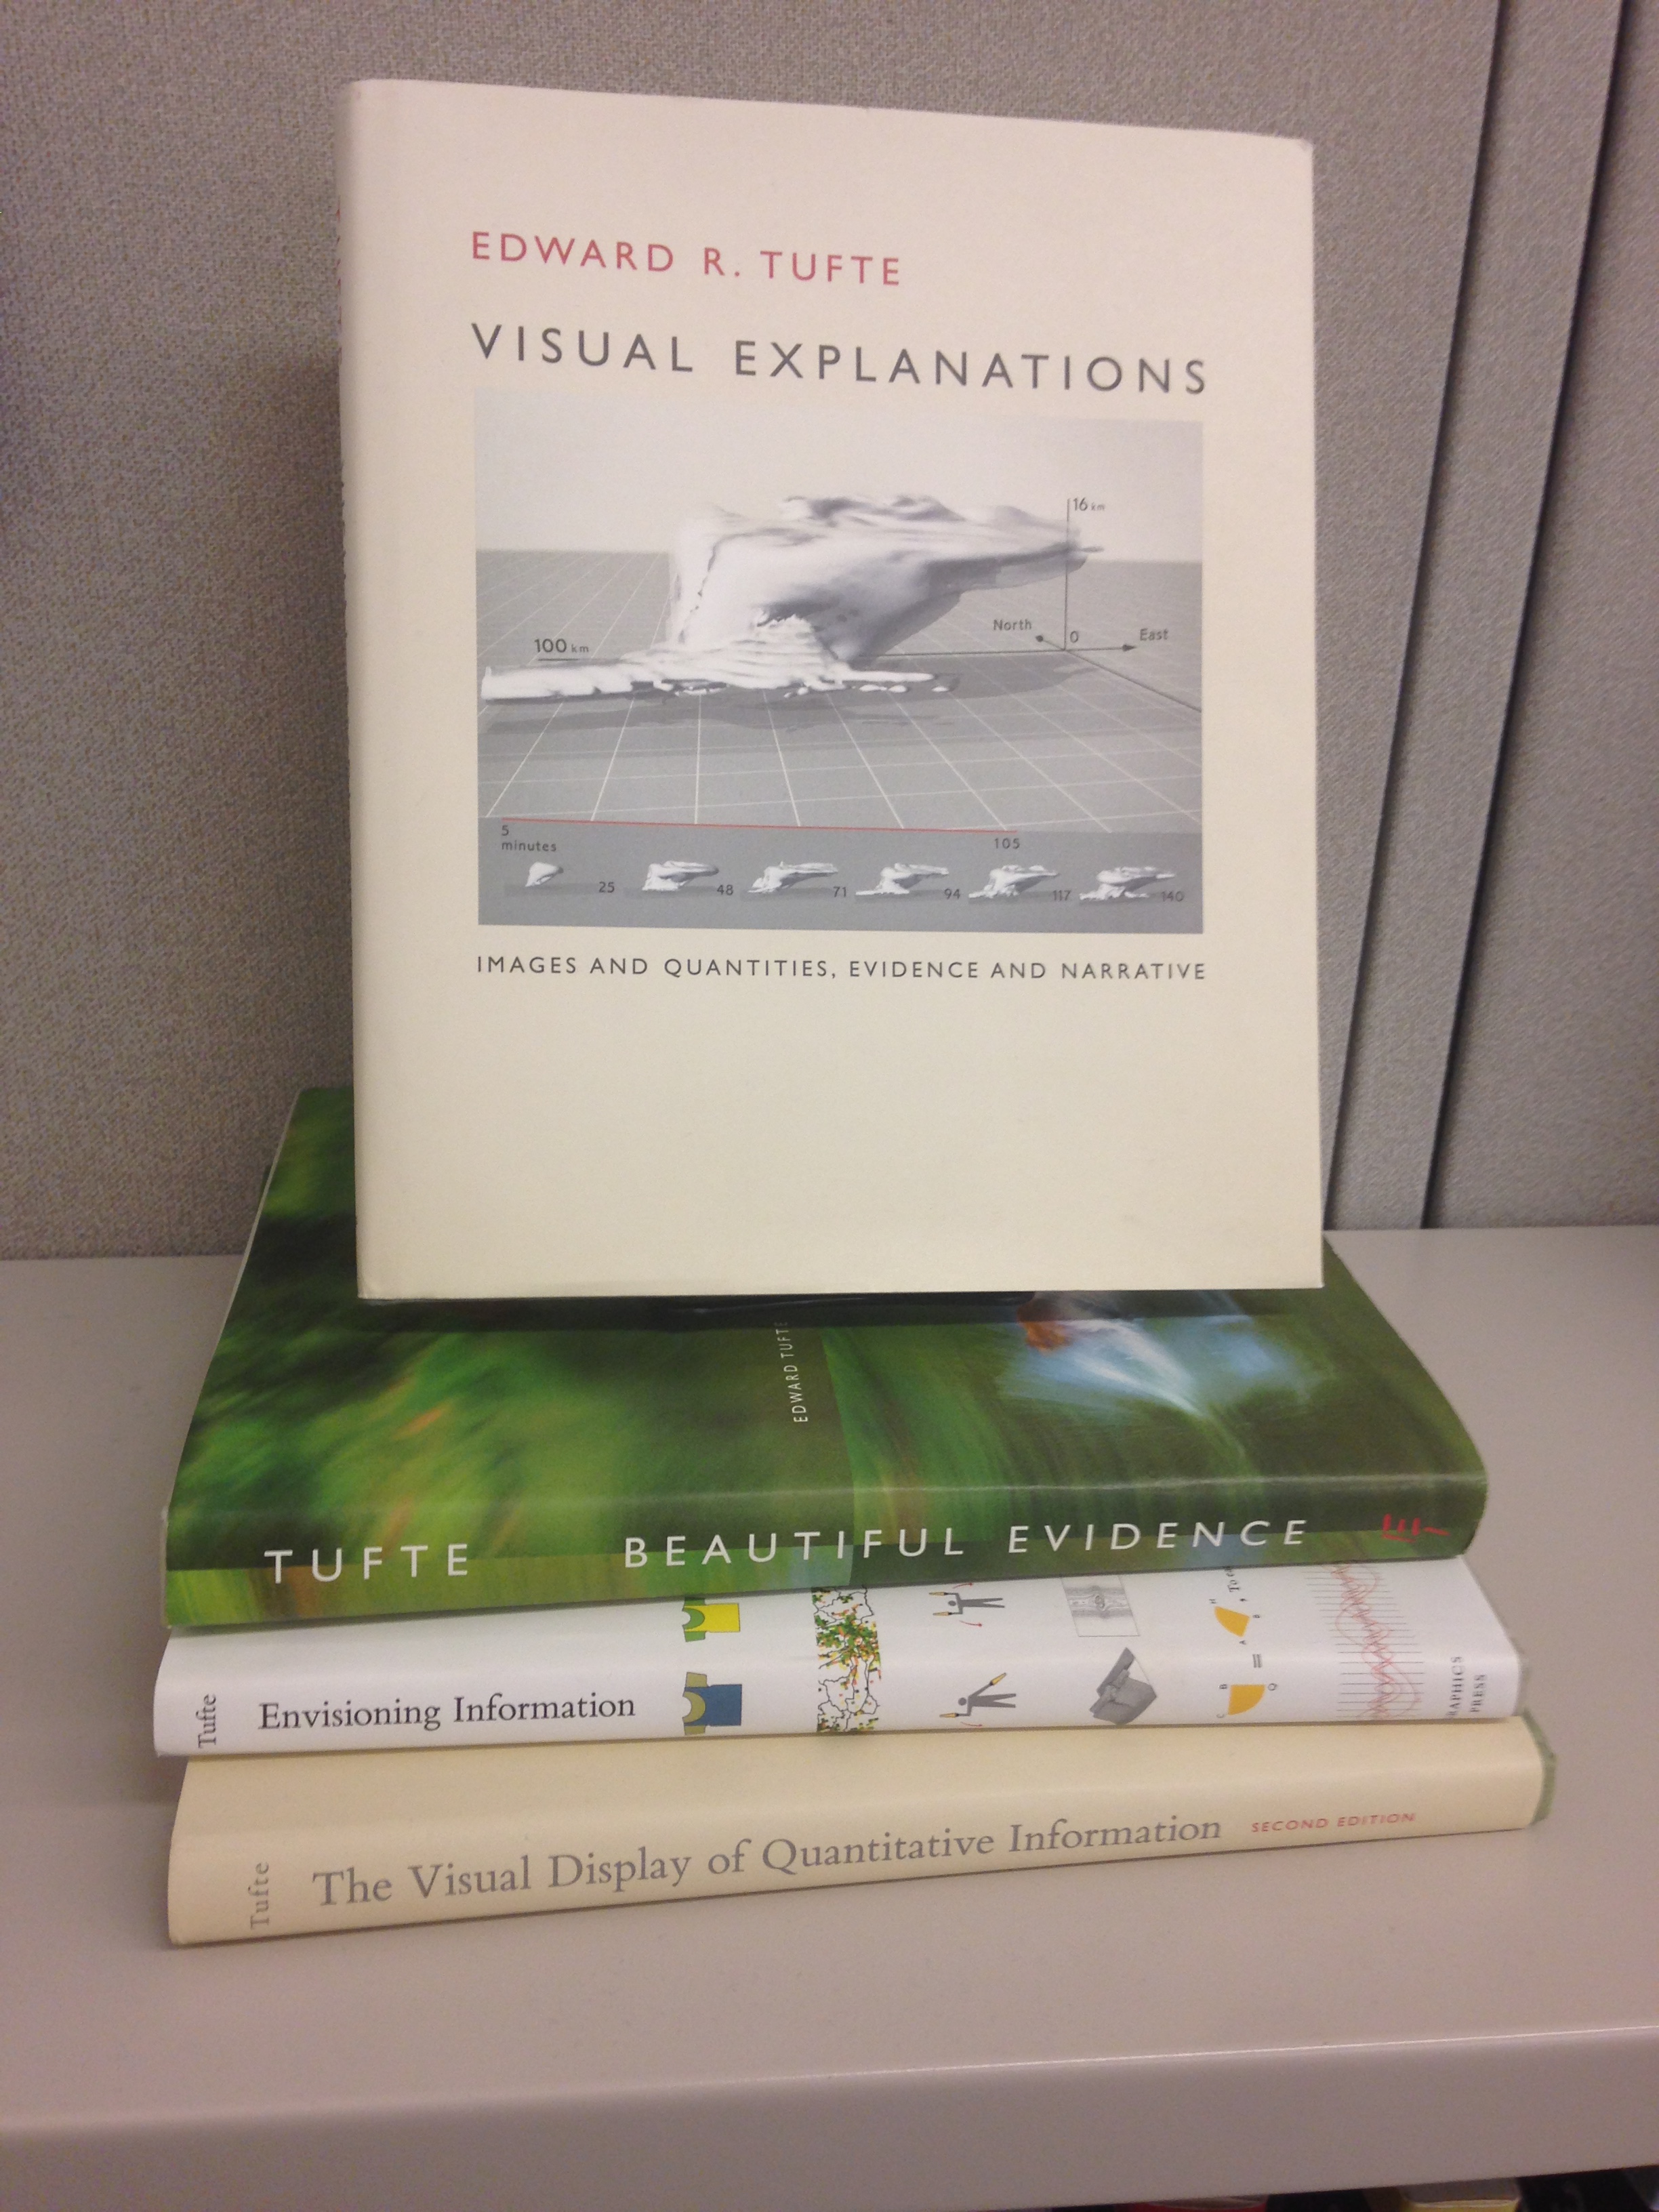 EDWARD R. TUFTE
VISUAL EXPLANATIONS
16 km
North
0
East
100 km
5
minutes
105
25
48
71
94
117
140
IMAGES AND QUANTITIES, EVIDENCE AND NARRATIVE
EDWARD TUFTE
TUFTE BEAUTIFUL EVIDENCE
Tufte Envisioning Information
PRESS
Tufte The Visual Display of Quantitative Information SECOND EDITION